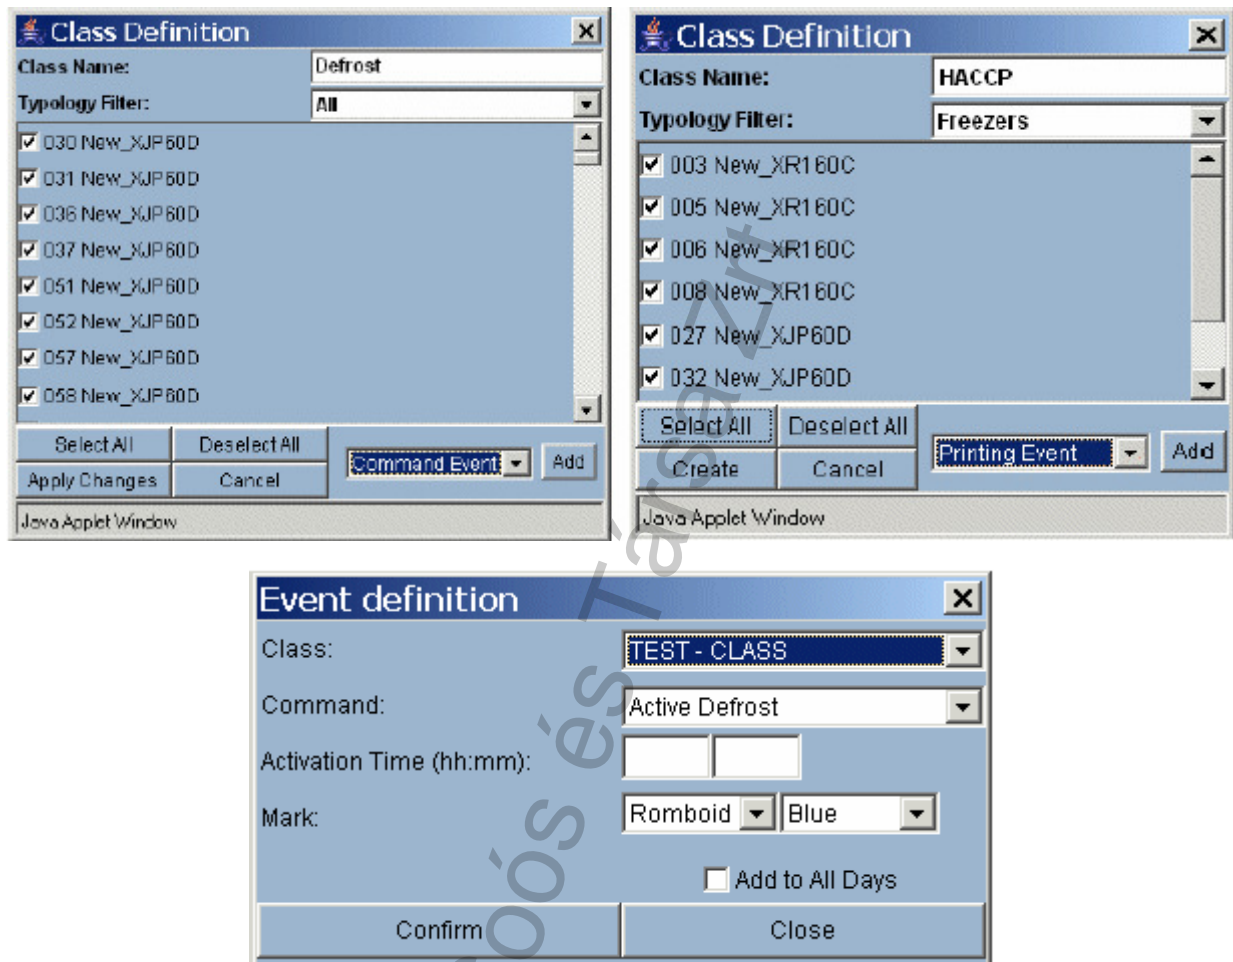 Class Definition
Class Name: Defrost
Typology Filter: All
030 New_XJP60D
031 New_XJP60D
036 New_XJP60D
037 New_XJP60D
051 New_XJP60D
052 New_XJP60D
057 New_XJP60D
058 New_XJP60D
Select All Deselect All
Command Event Add
Apply Changes Cancel
Java Applet Window
Class Definition
Class Name: HACCP
Typology Filter: Freezers
003 New_XR160C
005 New_XR160C
006 New_XR160C
008 New_XR160C
027 New_XJP60D
032 New_XJP60D
Select All Deselect All
Printing Event Add
Create Cancel
Java Applet Window
Event definition
Class: TEST - CLASS
Command: Active Defrost
Activation Time (hh:mm):
Mark: Romboid Blue
Add to All Days
Confirm Close
oós és Társa Zrt